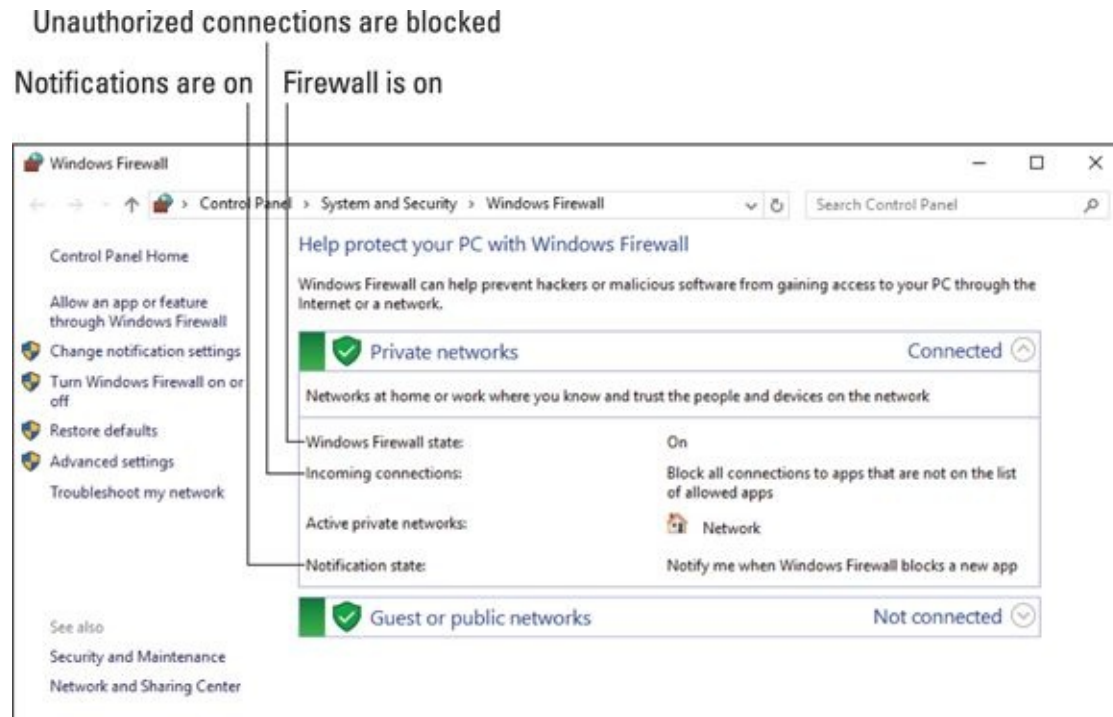 Unauthorized connections are blocked
Notifications are on
Firewall is on
Windows Firewall
Control Panel > System and Security > Windows Firewall
Search Control Panel
Control Panel Home
Allow an app or feature
through Windows Firewall
Change notification settings
Turn Windows Firewall on or
off
Restore defaults
Advanced settings
Troubleshoot my network
See also
Security and Maintenance
Network and Sharing Center
Help protect your PC with Windows Firewall
Windows Firewall can help prevent hackers or malicious software from gaining access to your PC through the
Internet or a network.
Private networks
Connected
Networks at home or work where you know and trust the people and devices on the network
Windows Firewall state:
On
Incoming connections:
Block all connections to apps that are not on the list
of allowed apps
Active private networks:
Network
Notification state:
Notify me when Windows Firewall blocks a new app
Guest or public networks
Not connected